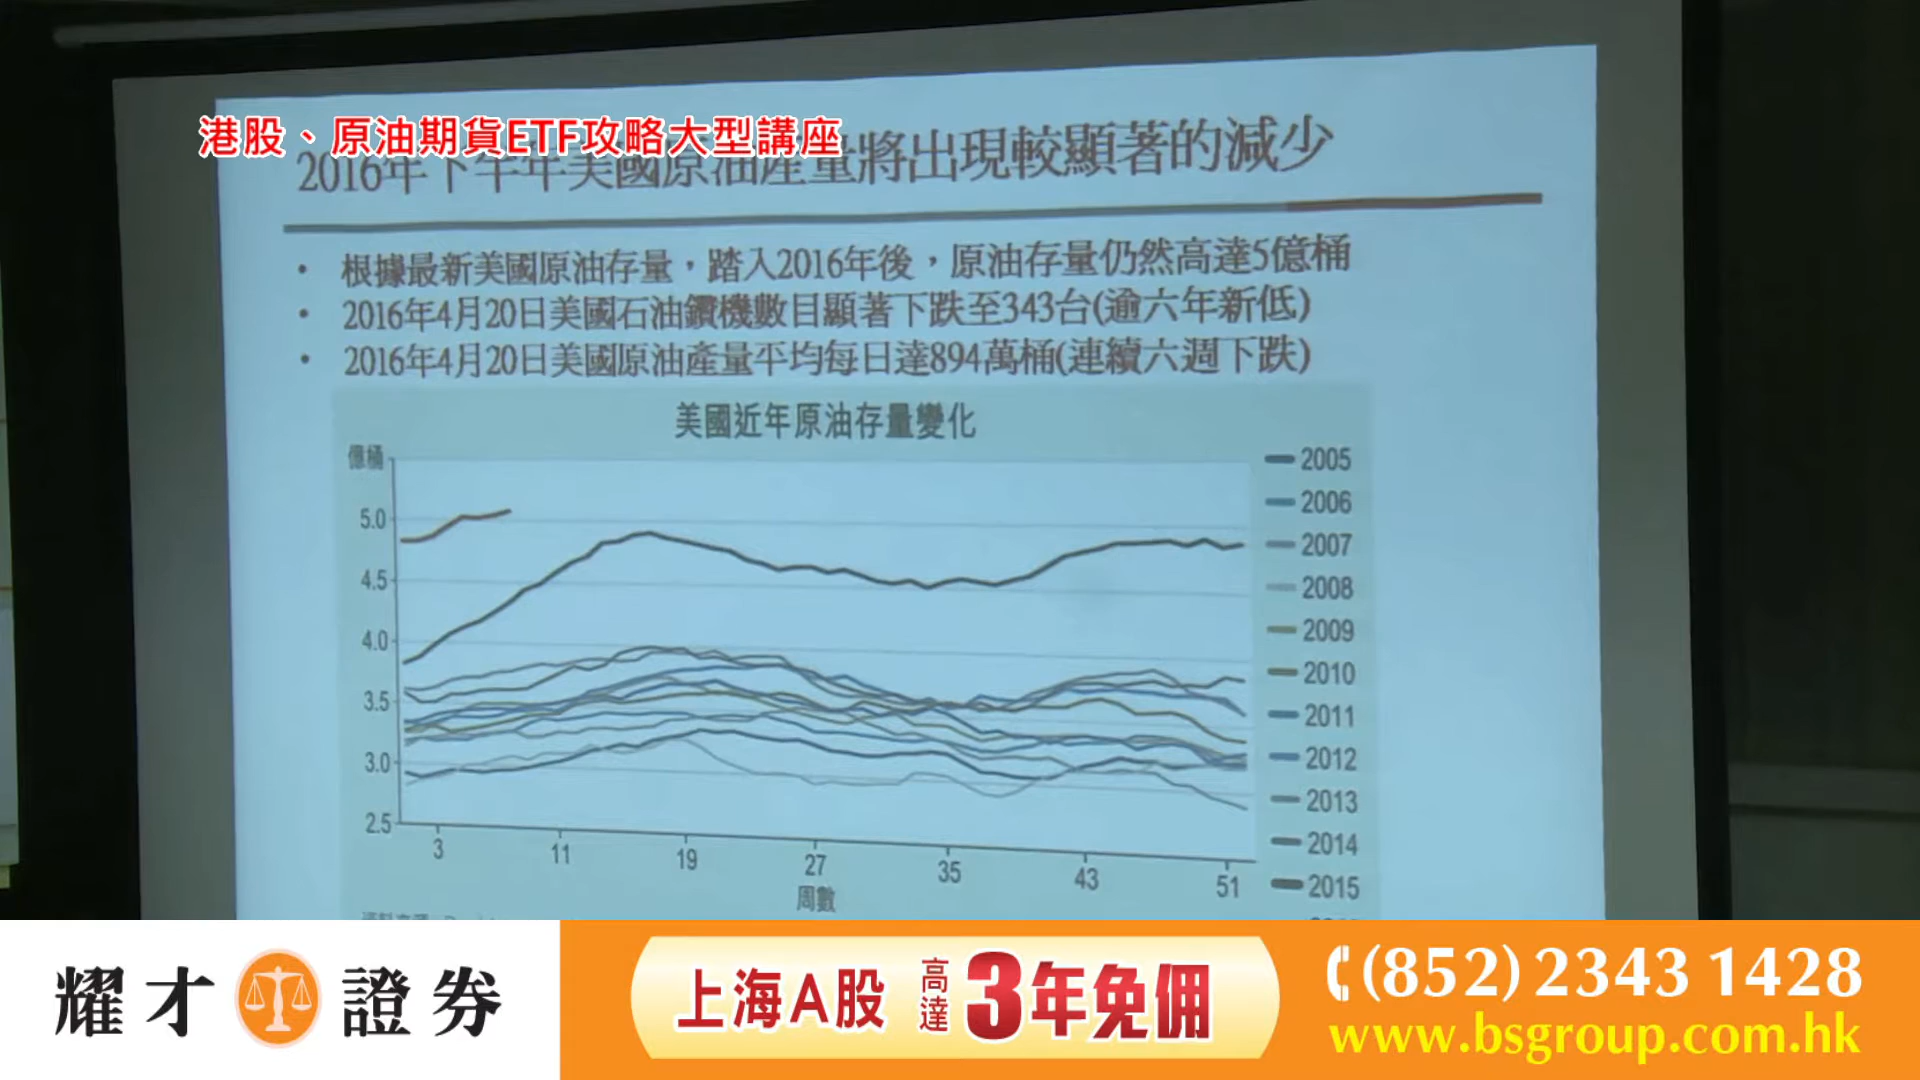 港股、原油期貨ETF攻略大型講座
2016年下半年美國原油產量將出現較顯著的減少
• 根據最新美國原油存量，踏入2016年後，原油存量仍然高達5億桶
• 2016年4月20日美國石油鑽機數目顯著下跌至343台(逾六年新低)
• 2016年4月20日美國原油產量平均每日達894萬桶(連續六週下跌)
美國近年原油存量變化
億桶
5.0
4.5
4.0
3.5
3.0
2.5
3 11 19 27 35 43 51
周數
2005
2006
2007
2008
2009
2010
2011
2012
2013
2014
2015
耀才證券
上海A股 高達 3年免佣
(852) 2343 1428
www.bsgroup.com.hk